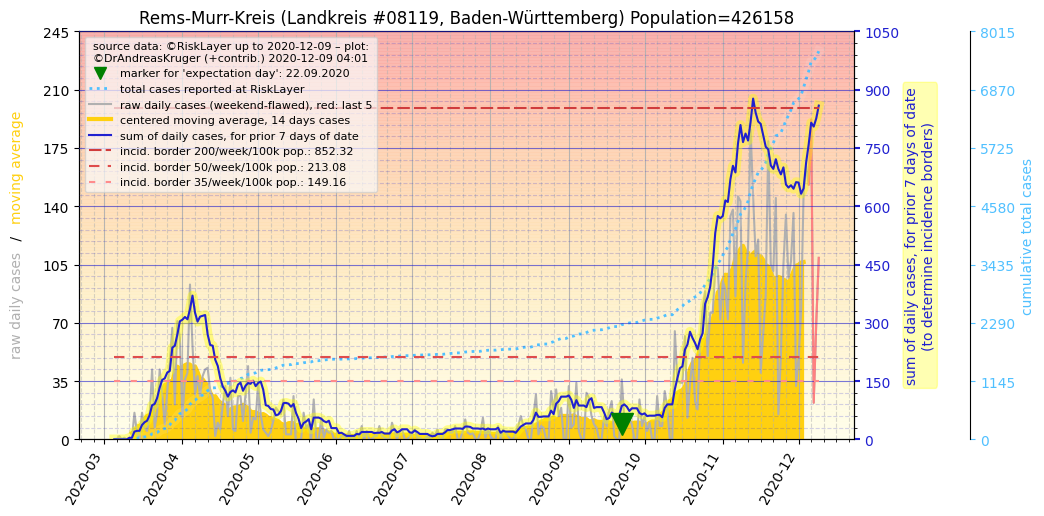 Rems-Murr-Kreis (Landkreis #08119, Baden-Württemberg) Population=426158
source data: ©RiskLayer up to 2020-12-09 – plot:
©DrAndreasKruger (+contrib.) 2020-12-09 04:01
marker for 'expectation day': 22.09.2020
total cases reported at RiskLayer
raw daily cases (weekend-flawed), red: last 5
centered moving average, 14 days cases
sum of daily cases, for prior 7 days of date
incid. border 200/week/100k pop.: 852.32
incid. border 50/week/100k pop.: 213.08
incid. border 35/week/100k pop.: 149.16
raw daily cases / moving average
245
210
175
140
105
70
35
0
2020-03
2020-04
2020-05
2020-06
2020-07
2020-08
2020-09
2020-10
2020-11
2020-12
1050
900
750
600
450
300
150
0
sum of daily cases, for prior 7 days of date
(to determine incidence borders)
8015
6870
5725
4580
3435
2290
1145
0
cumulative total cases